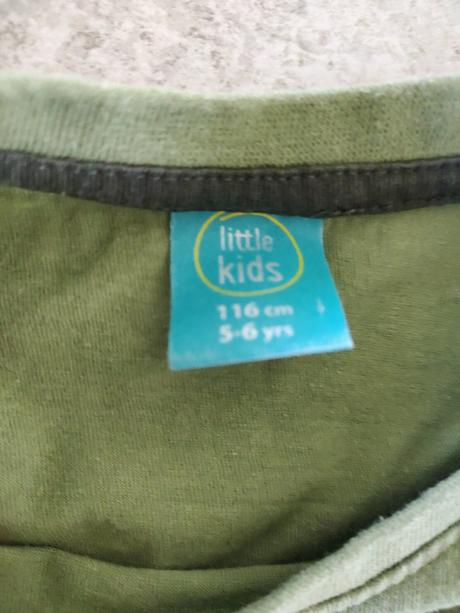 little
kids
116 cm
5-6 yrs